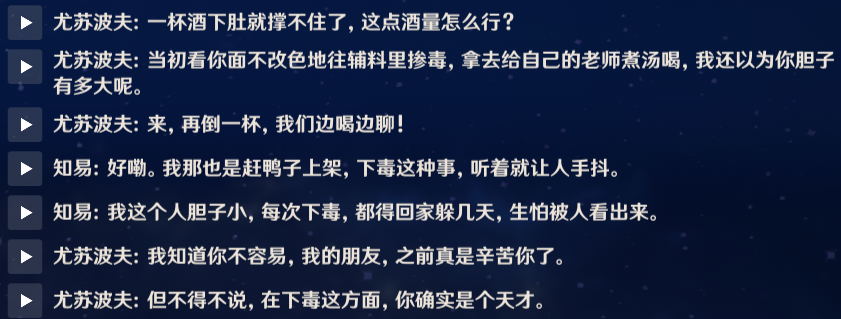 尤苏波夫: 一杯酒下肚就撑不住了, 这点酒量怎么行?
尤苏波夫: 当初看你面不改色地往辅料里掺毒, 拿去给自己的老师煮汤喝, 我还以为你胆子
有多大呢。
尤苏波夫: 来, 再倒一杯, 我们边喝边聊!
知易: 好嘞。我那也是赶鸭子上架, 下毒这种事, 听着就让人手抖。
知易: 我这个人胆子小, 每次下毒, 都得回家躲几天, 生怕被人看出来。
尤苏波夫: 我知道你不容易, 我的朋友, 之前真是辛苦你了。
尤苏波夫: 但不得不说, 在下毒这方面, 你确实是个天才。